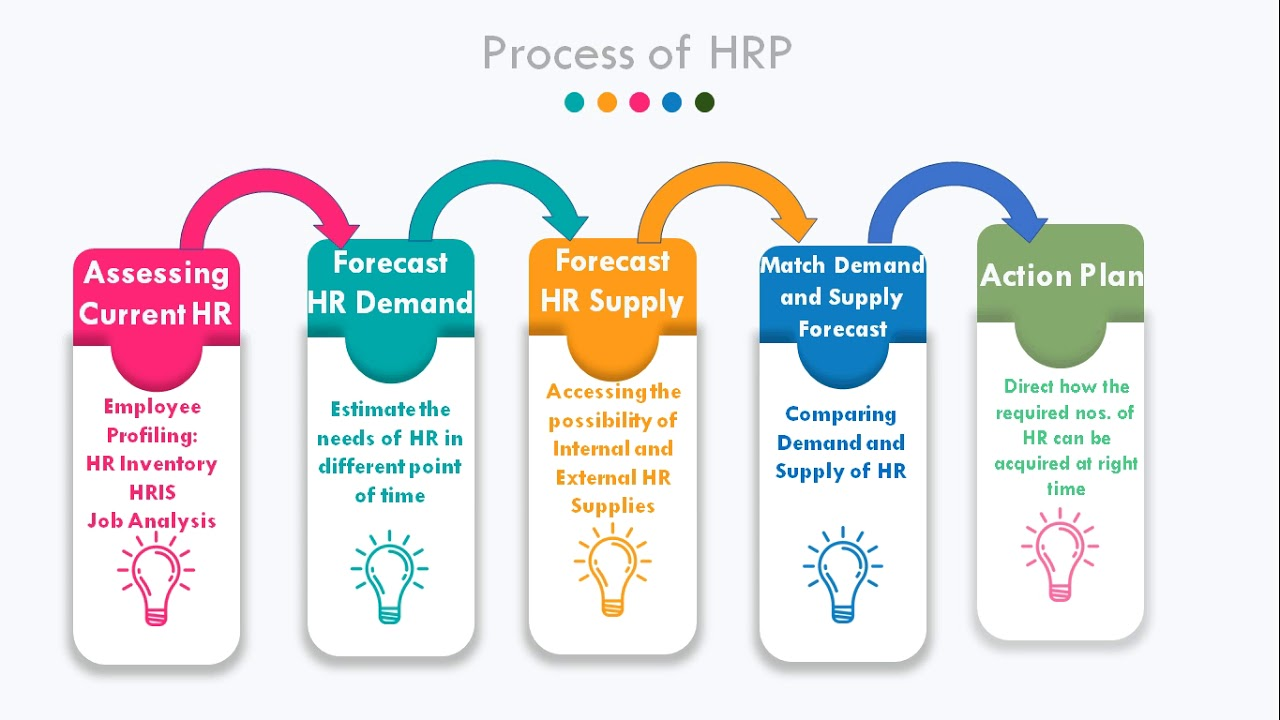 Process of HRP
Assessing
Current HR
Employee
Profiling:
HR Inventory
HRIS
Job Analysis
Forecast
HR Demand
Estimate the
needs of HR in
different point
of time
Forecast
HR Supply
Accessing the
possibility of
Internal and
External HR
Supplies
Match Demand
and Supply
Forecast
Comparing
Demand and
Supply of HR
Action Plan
Direct how the
required nos. of
HR can be
acquired at right
time